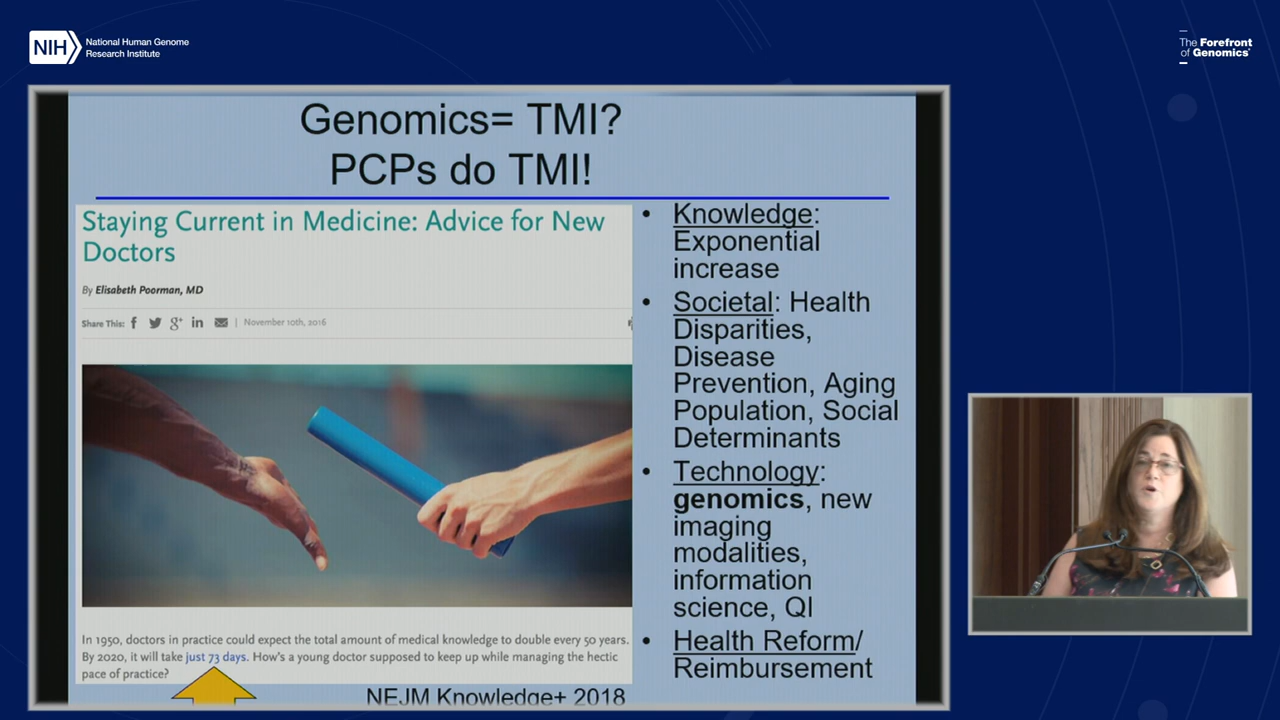 NIH
National Human Genome
Research Institute
The Forefront
of Genomics®
Genomics= TMI?
PCPs do TMI!
Staying Current in Medicine: Advice for New
Doctors
By Elisabeth Poorman, MD
Share This: f g+ in | November 10th, 2016
In 1950, doctors in practice could expect the total amount of medical knowledge to double every 50 years.
By 2020, it will take just 73 days. How's a young doctor supposed to keep up while managing the hectic
pace of practice?
NEJM Knowledge+ 2018
• Knowledge:
Exponential
increase
• Societal: Health
Disparities,
Disease
Prevention, Aging
Population, Social
Determinants
• Technology:
genomics, new
imaging
modalities,
information
science, QI
• Health Reform/
Reimbursement